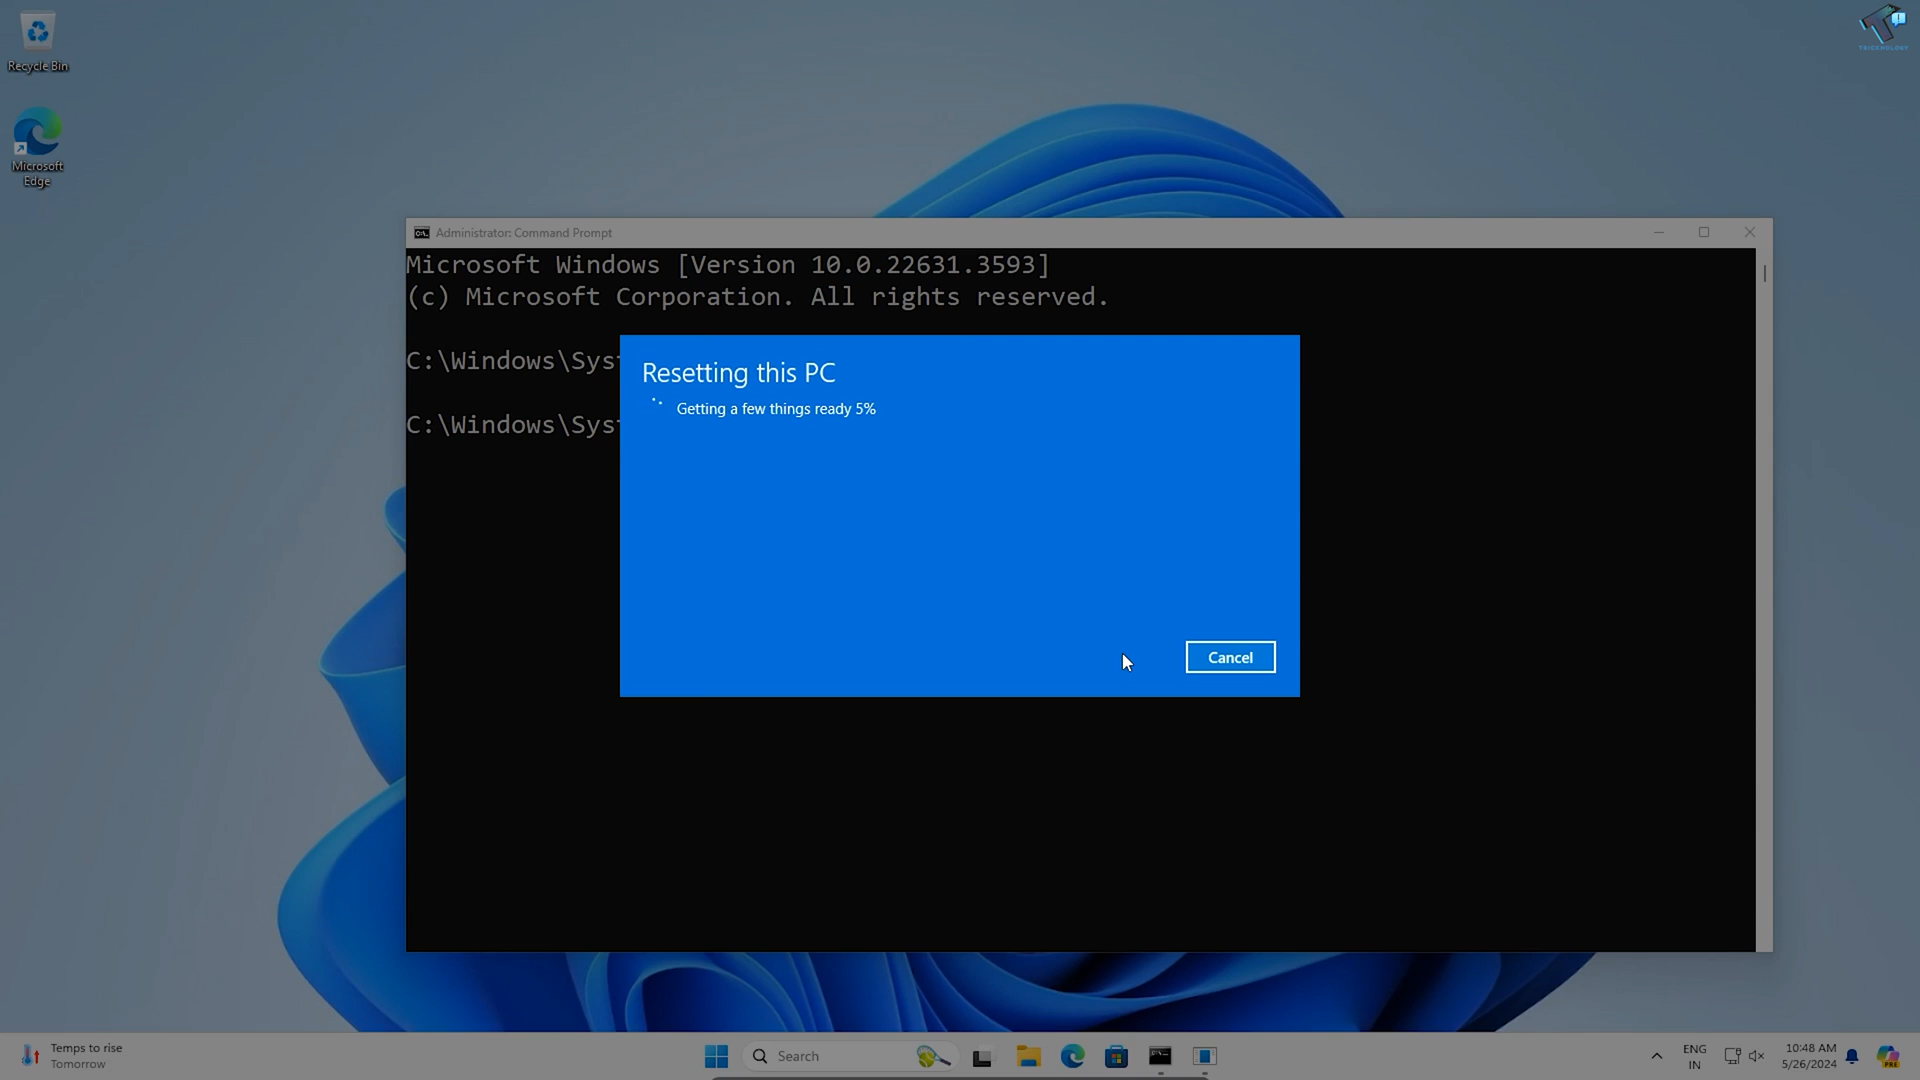 Recycle Bin
Microsoft
Edge
TRICKNOLOGY
Administrator: Command Prompt
Microsoft Windows [Version 10.0.22631.3593]
(c) Microsoft Corporation. All rights reserved.
C:\Windows\Sys
C:\Windows\Sys
Resetting this PC
Getting a few things ready 5%
Cancel
Temps to rise
Tomorrow
Search
ENG
IN
10:48 AM
5/26/2024
PRE